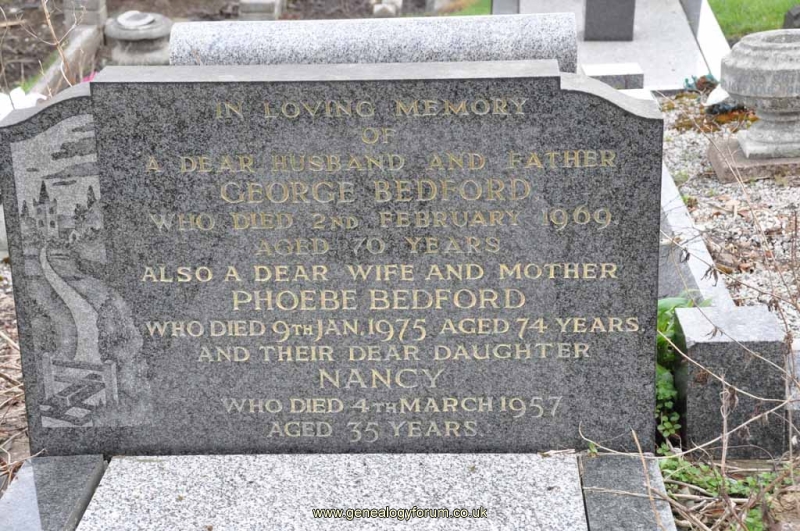 IN LOVING MEMORY
OF
A DEAR HUSBAND AND FATHER
GEORGE BEDFORD
WHO DIED 2ND FEBRUARY 1969.
AGED 70 YEARS
ALSO A DEAR WIFE AND MOTHER
PHOEBE BEDFORD
WHO DIED 9TH JAN. 1975 AGED 74 YEARS.
AND THEIR DEAR DAUGHTER
NANCY
WHO DIED 4TH MARCH 1957
AGED 35 YEARS.
www.genealogyforum.co.uk